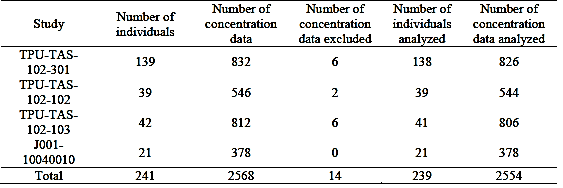 Study Number of individuals Number of concentration data Number of concentration data excluded Number of individuals analyzed Number of concentration data analyzed
TPU-TAS-102-301 139 832 6 138 826
TPU-TAS-102-102 39 546 2 39 544
TPU-TAS-102-103 42 812 6 41 806
J001-10040010 21 378 0 21 378
Total 241 2568 14 239 2554